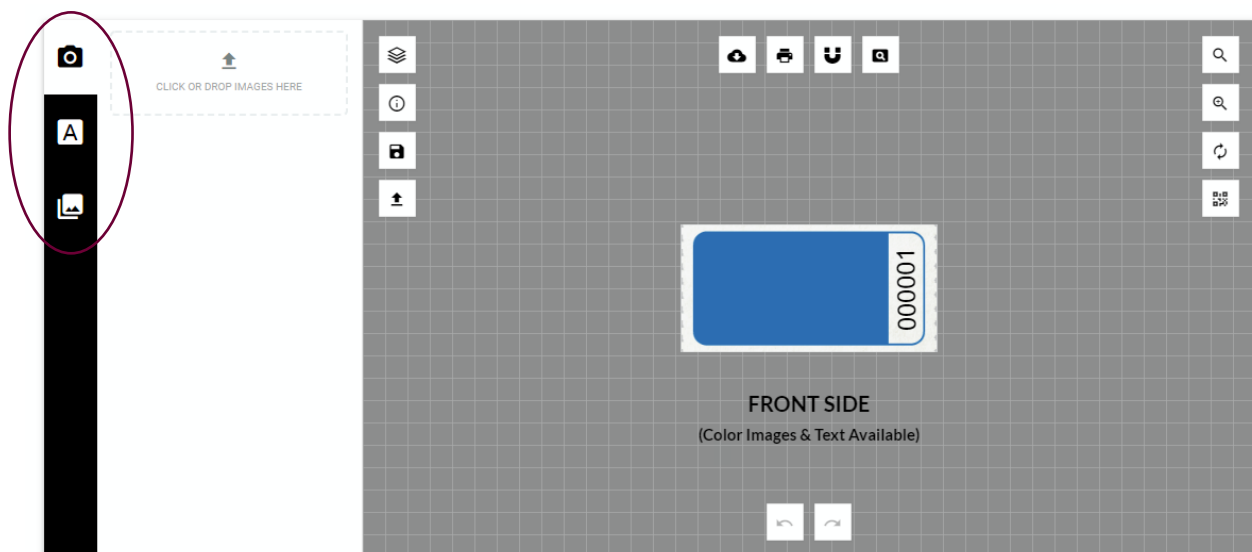 CLICK OR DROP IMAGES HERE
A
000001
FRONT SIDE
(Color Images & Text Available)